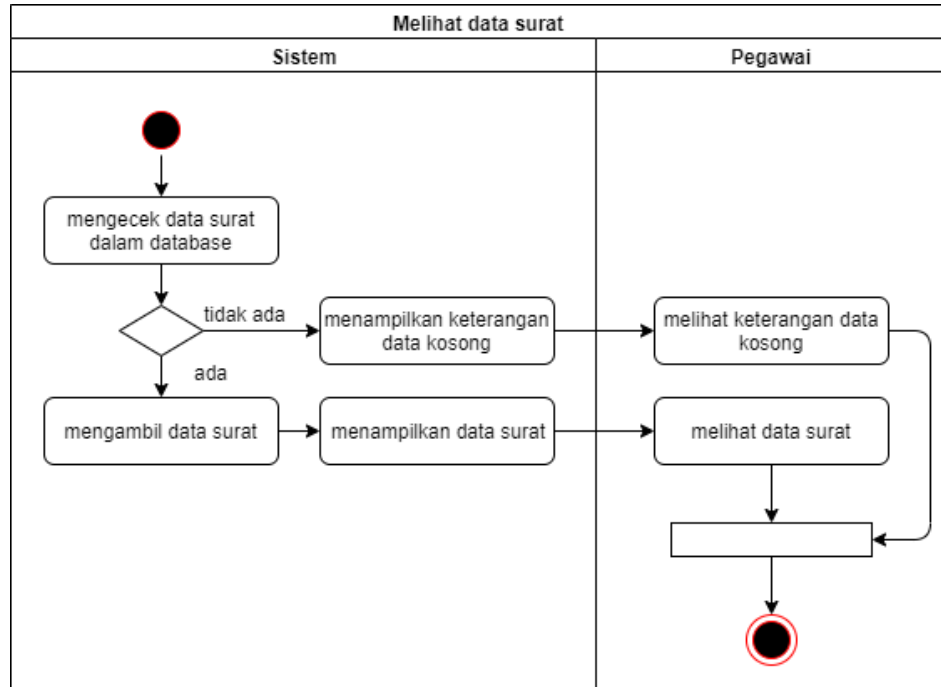 Melihat data surat
Sistem
Pegawai
mengecek data surat
dalam database
tidak ada
menampilkan keterangan
data kosong
melihat keterangan data
kosong
ada
mengambil data surat
menampilkan data surat
melihat data surat